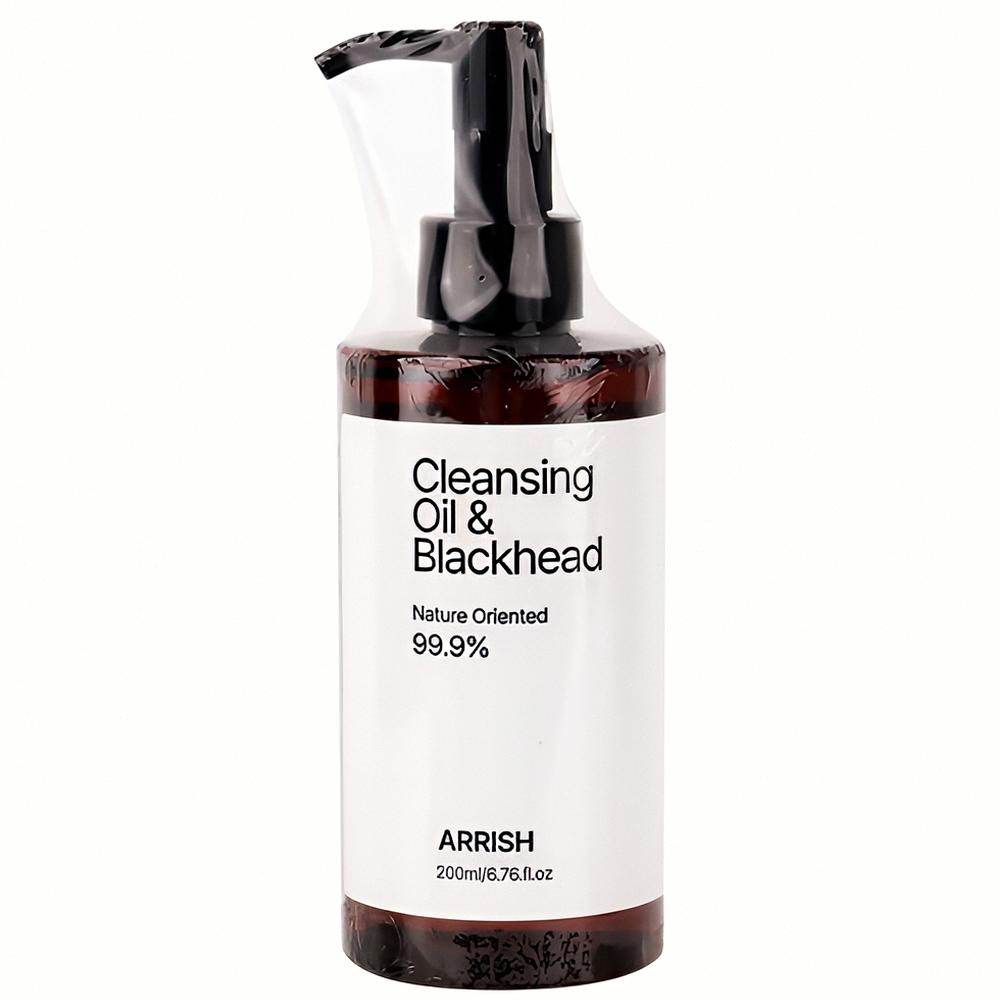 Cleansing
Oil &
Blackhead
Nature Oriented
99.9%
ARRISH
200ml/6.76.fl.oz